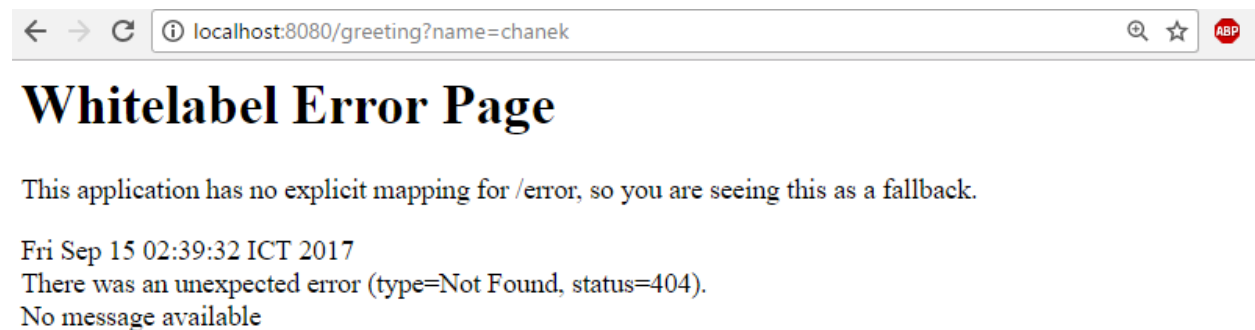 localhost:8080/greeting?name=chanek
ABP
Whitelabel Error Page
This application has no explicit mapping for /error, so you are seeing this as a fallback.
Fri Sep 15 02:39:32 ICT 2017
There was an unexpected error (type=Not Found, status=404).
No message available